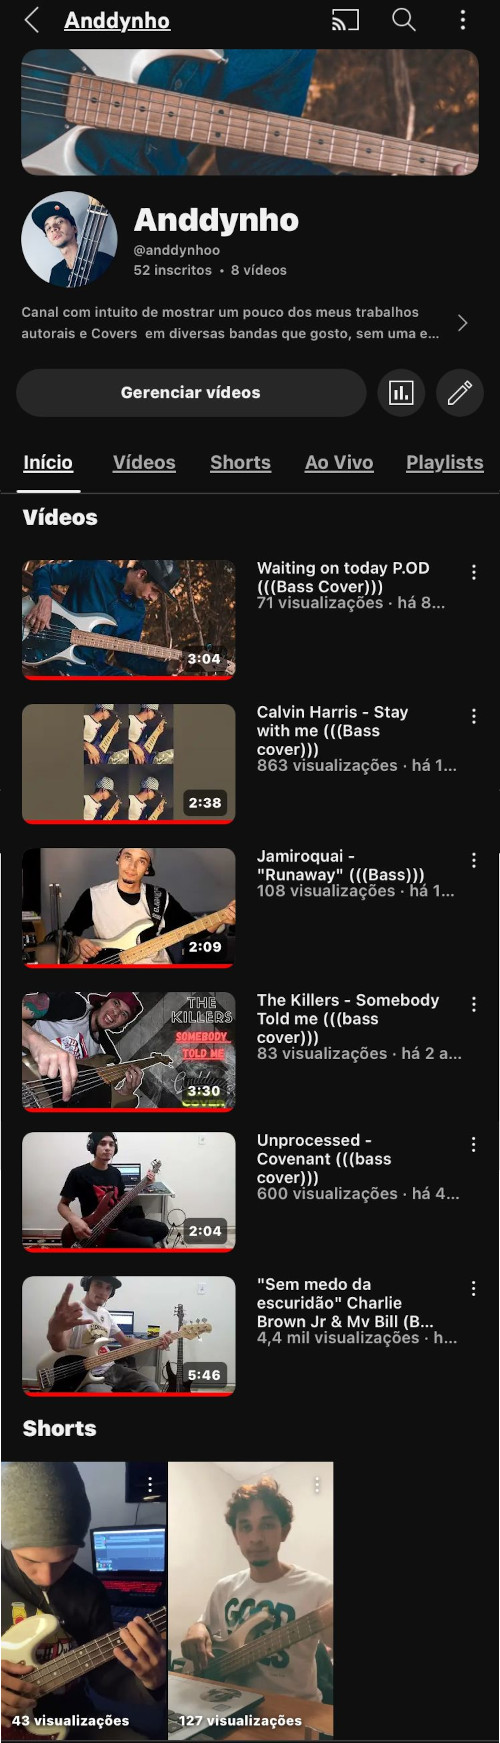 Anddynho
Anddynho
@anddynhoo
52 inscritos • 8 vídeos
Canal com intuito de mostrar um pouco dos meus trabalhos
autorais e Covers em diversas bandas que gosto, sem uma e...
Gerenciar vídeos
Início Vídeos Shorts Ao Vivo Playlists
Vídeos
Waiting on today P.OD
(((Bass Cover)))
71 visualizações · há 8...
3:04
Calvin Harris - Stay
with me (((Bass
cover)))
863 visualizações · há 1...
2:38
Jamiroquai -
"Runaway" (((Bass)))
108 visualizações · há 1...
2:09
THE
KILLERS
SOMEBODY
TOLD ME
COVER
3:30
The Killers - Somebody
Told me (((bass
cover)))
83 visualizações · há 2 a...
Unprocessed -
Covenant (((bass
cover)))
600 visualizações · há 4...
2:04
"Sem medo da
escuridão" Charlie
Brown Jr & Mv Bill (B...
4,4 mil visualizações · h...
5:46
Shorts
43 visualizações
GOOD
127 visualizações